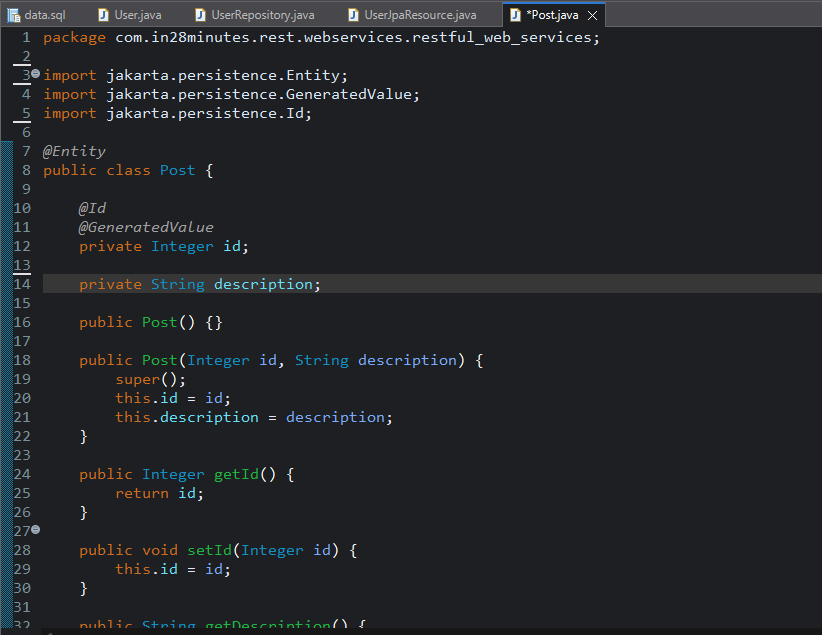 data.sql User.java UserRepository.java UserJpaResource.java *Post.java
1 package com.in28minutes.rest.webservices.restful_web_services;
2
3 import jakarta.persistence.Entity;
4 import jakarta.persistence.GeneratedValue;
5 import jakarta.persistence.Id;
6
7 @Entity
8 public class Post {
9
10 @Id
11 @GeneratedValue
12 private Integer id;
13
14 private String description;
15
16 public Post() {}
17
18 public Post(Integer id, String description) {
19 super();
20 this.id = id;
21 this.description = description;
22 }
23
24 public Integer getId() {
25 return id;
26 }
27
28 public void setId(Integer id) {
29 this.id = id;
30 }
31
32 public String getDescription() {